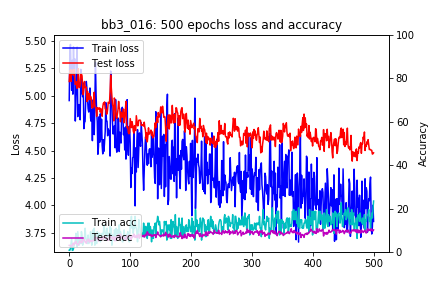 bb3_016: 500 epochs loss and accuracy
Train loss
Test loss
Train acc
Test acc
Loss
5.50
5.25
5.00
4.75
4.50
4.25
4.00
3.75
0
100
200
300
400
500
100
80
60
40
20
0
Accuracy